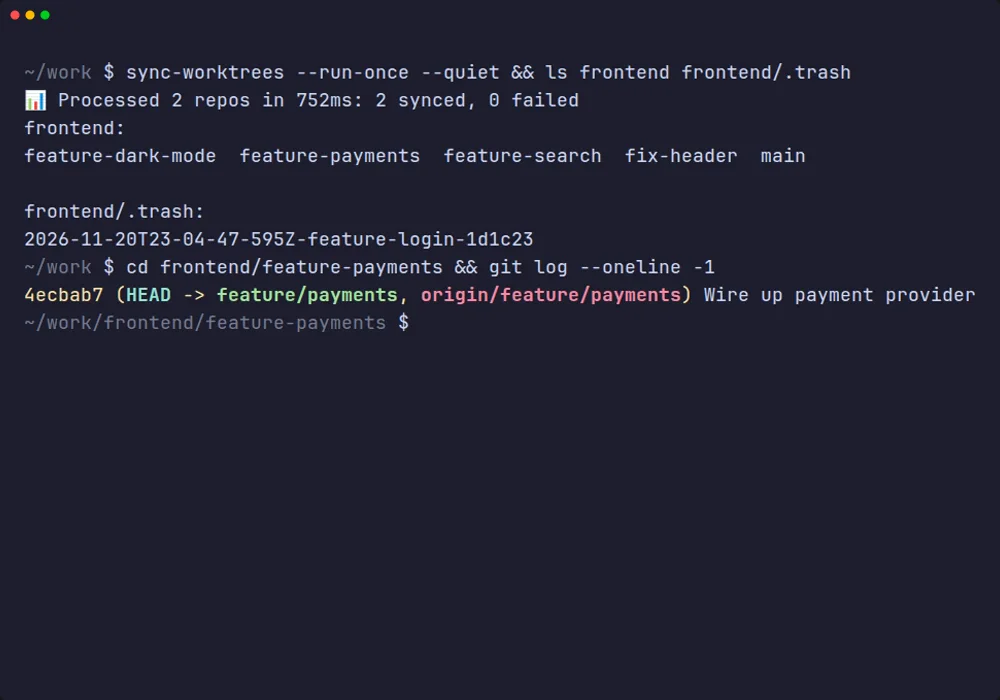 ~/work $ sync-worktrees --run-once --quiet && ls frontend frontend/.trash
📊 Processed 2 repos in 752ms: 2 synced, 0 failed
frontend:
feature-dark-mode  feature-payments  feature-search  fix-header  main
frontend/.trash:
2026-11-20T23-04-47-595Z-feature-login-1d1c23
~/work $ cd frontend/feature-payments && git log --oneline -1
4ecbab7 (HEAD -> feature/payments, origin/feature/payments) Wire up payment provider
~/work/frontend/feature-payments $